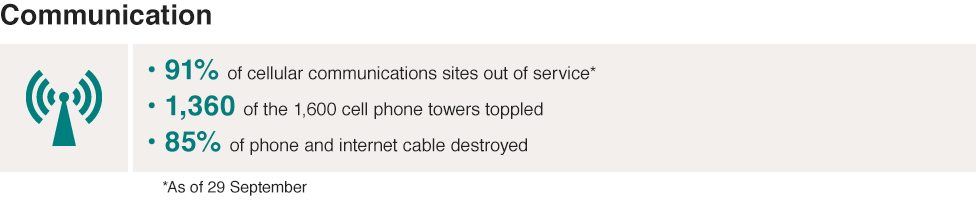 Communication
• 91% of cellular communications sites out of service*
• 1,360 of the 1,600 cell phone towers toppled
• 85% of phone and internet cable destroyed
*As of 29 September